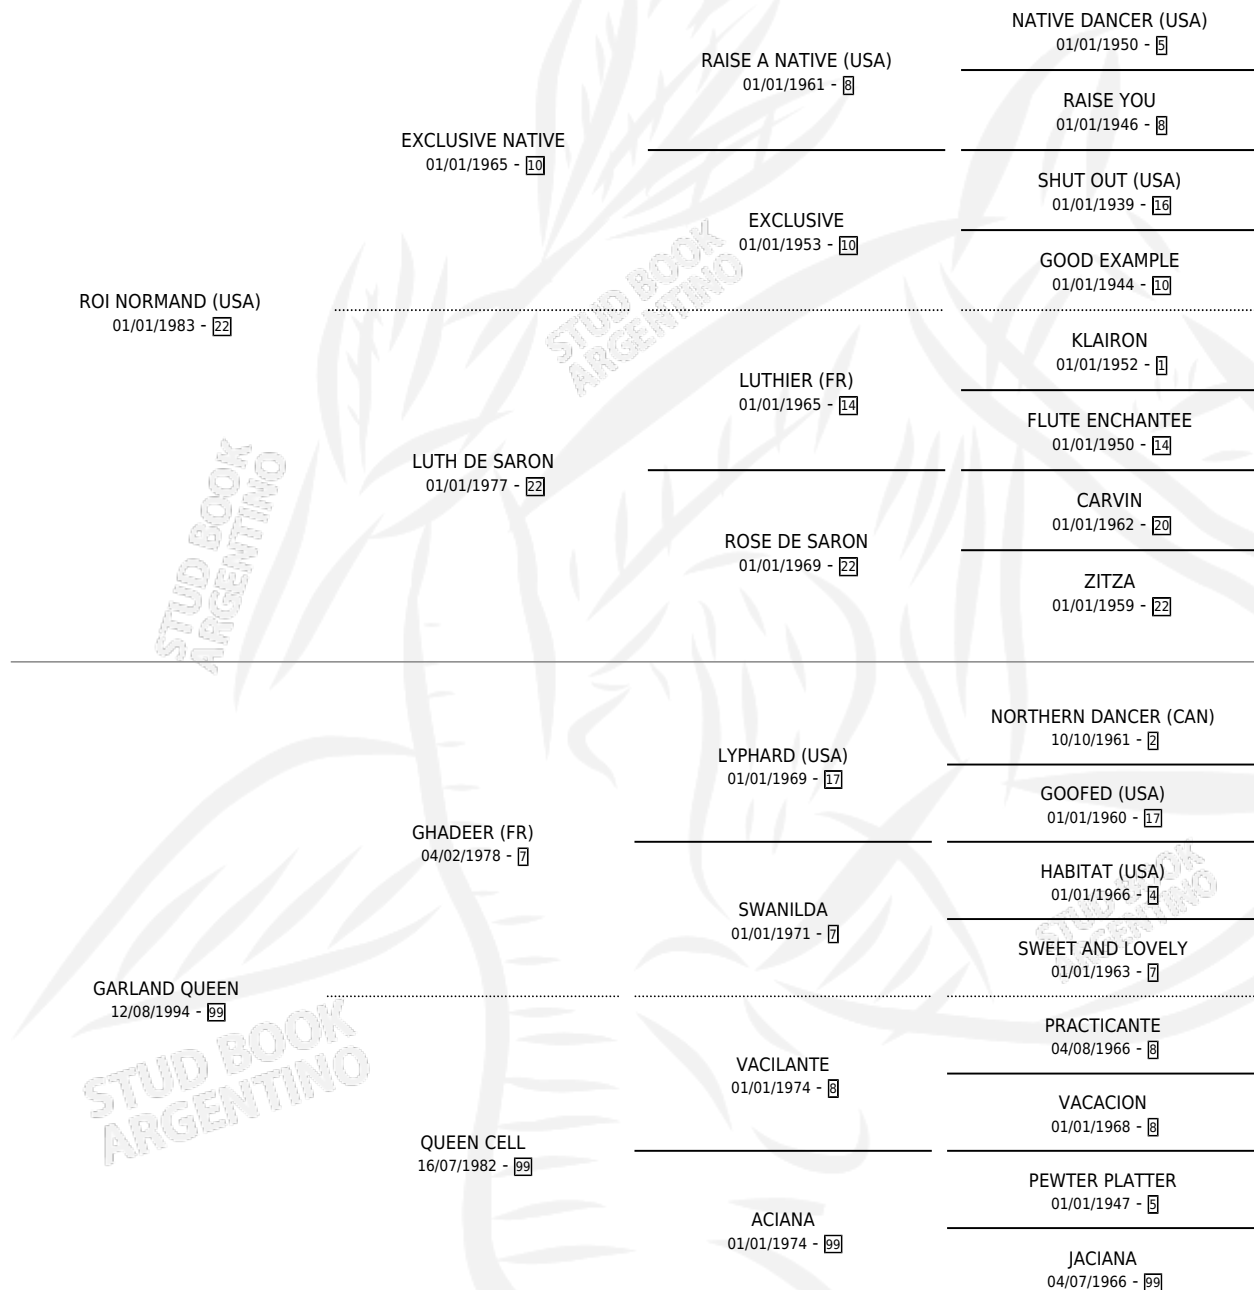 NATIVE DANCER (USA)
01/01/1950 - 5
RAISE A NATIVE (USA)
01/01/1961 - 8
RAISE YOU
01/01/1946 - 8
EXCLUSIVE NATIVE
01/01/1965 - 10
SHUT OUT (USA)
01/01/1939 - 16
EXCLUSIVE
01/01/1953 - 10
GOOD EXAMPLE
01/01/1944 - 10
ROI NORMAND (USA)
01/01/1983 - 22
STUD BOOK
ARGENTINO
KLAIRON
01/01/1952 - 1
LUTHIER (FR)
01/01/1965 - 14
FLUTE ENCHANTEE
01/01/1950 - 14
LUTH DE SARON
01/01/1977 - 22
CARVIN
01/01/1962 - 20
ROSE DE SARON
01/01/1969 - 22
ZITZA
01/01/1959 - 22
STUD BOOK
ARGENTINO
NORTHERN DANCER (CAN)
10/10/1961 - 2
LYPHARD (USA)
01/01/1969 - 17
GOOFED (USA)
01/01/1960 - 17
GHADEER (FR)
04/02/1978 - 7
HABITAT (USA)
01/01/1966 - 4
SWANILDA
01/01/1971 - 7
SWEET AND LOVELY
01/01/1963 - 7
STUD BOOK
ARGENTINO
GARLAND QUEEN
12/08/1994 - 99
STUD BOOK
ARGENTINO
PRACTICANTE
04/08/1966 - 8
VACILANTE
01/01/1974 - 8
VACACION
01/01/1968 - 8
QUEEN CELL
16/07/1982 - 99
PEWTER PLATTER
01/01/1947 - 5
ACIANA
01/01/1974 - 99
JACIANA
04/07/1966 - 99